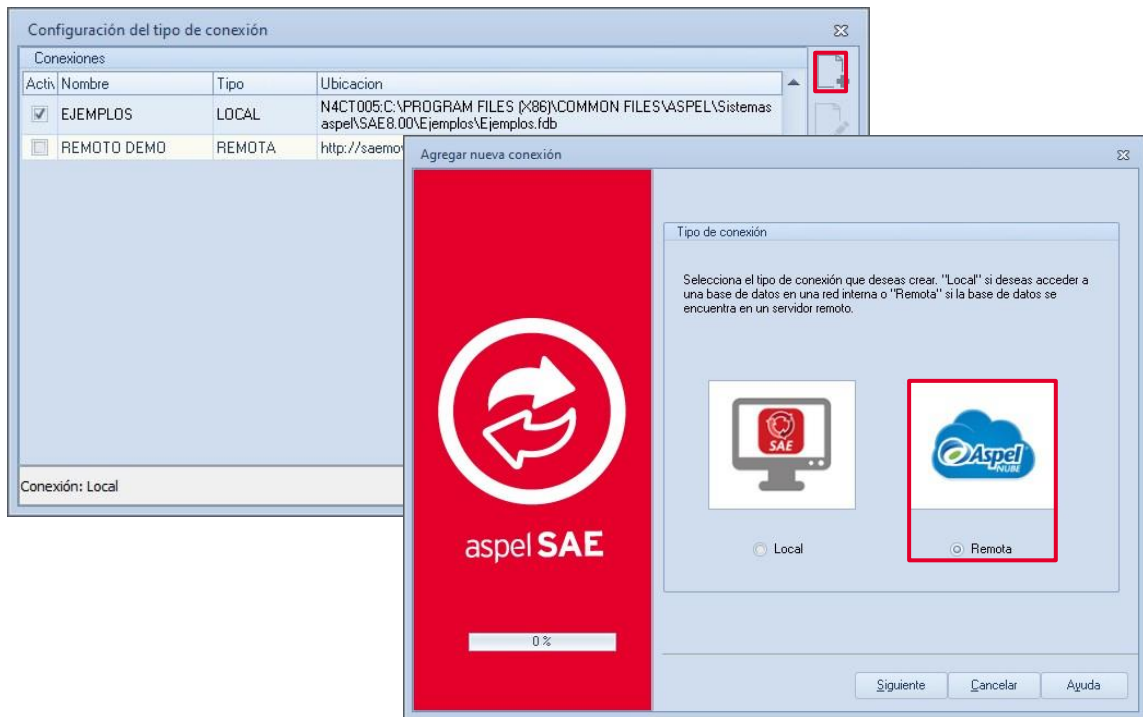 Configuración del tipo de conexión
Conexiones
Activ Nombre Tipo Ubicacion
EJEMPLOS LOCAL N4CT005:C:\PROGRAM FILES (X86)\COMMON FILES\ASPEL\Sistemas
aspel\SAE8.00\Ejemplos\Ejemplos.fdb
REMOTO DEMO REMOTA http://saemov
Conexión: Local
Agregar nueva conexión
aspel SAE
0 %
Tipo de conexión
Selecciona el tipo de conexión que deseas crear. "Local" si deseas acceder a
una base de datos en una red interna o "Remota" si la base de datos se
encuentra en un servidor remoto.
SAE
Aspel
NUBE
Local
Remota
Siguiente Cancelar Ayuda